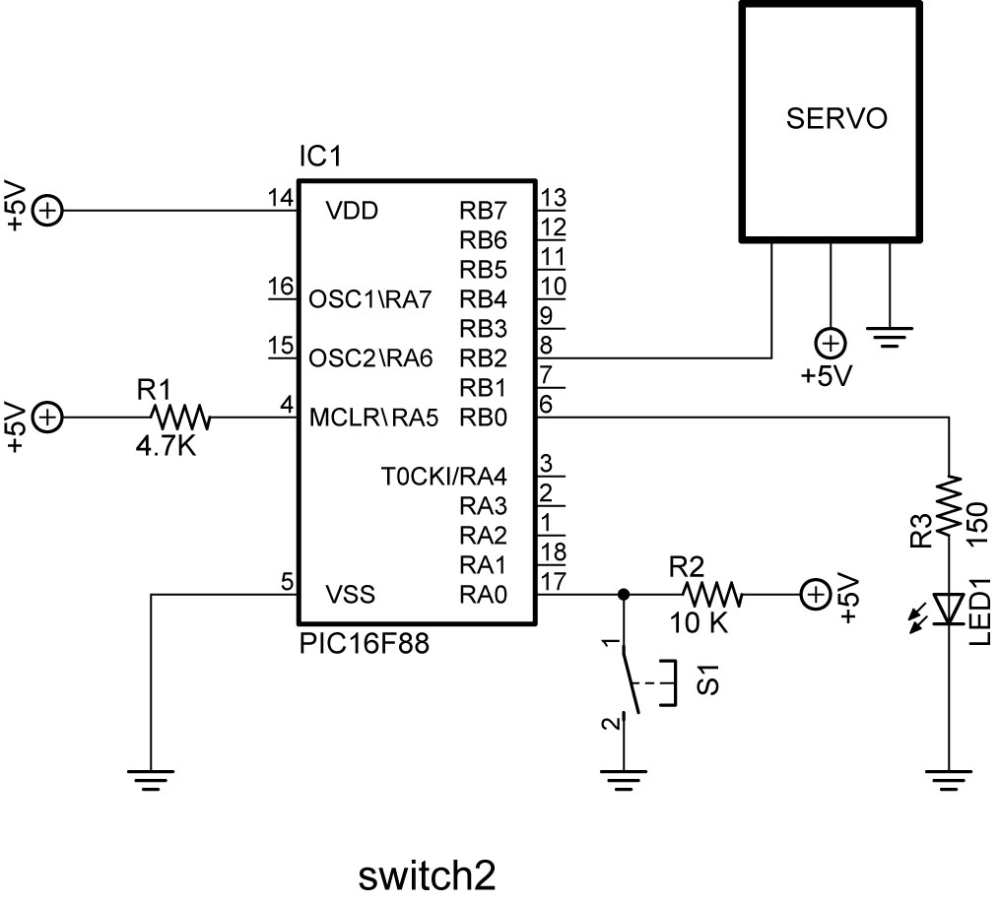 SERVO
IC1
+5V
14
VDD
RB7
13
RB6
12
RB5
11
16
OSC1\RA7
RB4
10
RB3
9
15
OSC2\RA6
RB2
8
+5V
RB1
7
+5V
R1
4.7K
4
MCLR\RA5
RB0
6
T0CKI/RA4
3
RA3
2
RA2
1
RA1
18
5
VSS
RA0
17
R2
10 K
+5V
R3
150
LED1
PIC16F88
1
S1
2
switch2